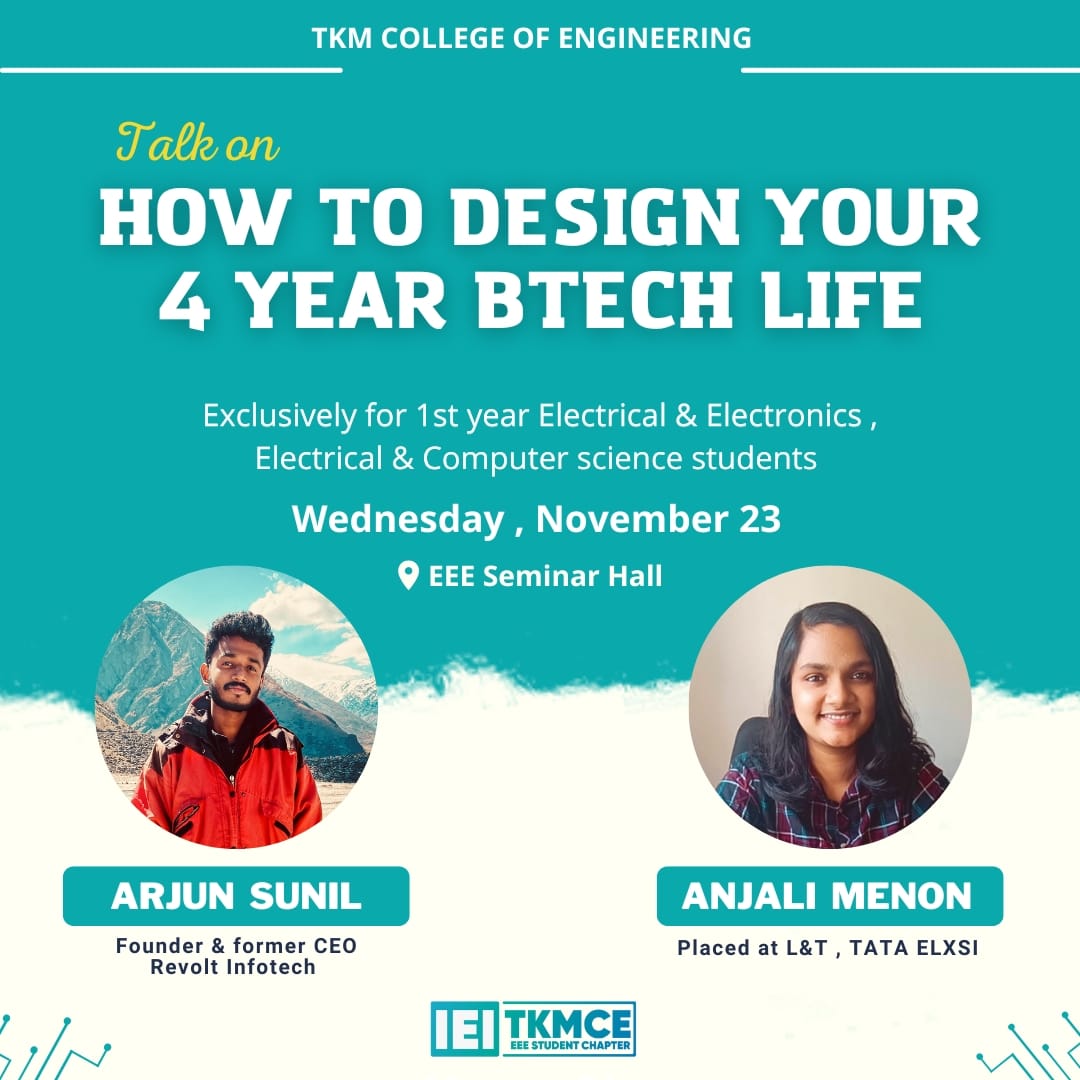 TKM COLLEGE OF ENGINEERING
Talk on
HOW TO DESIGN YOUR
4 YEAR BTECH LIFE
Exclusively for 1st year Electrical & Electronics ,
Electrical & Computer science students
Wednesday , November 23
EEE Seminar Hall
ARJUN SUNIL
Founder & former CEO
Revolt Infotech
ANJALI MENON
Placed at L&T , TATA ELXSI
IEI TKMCE
EEE STUDENT CHAPTER